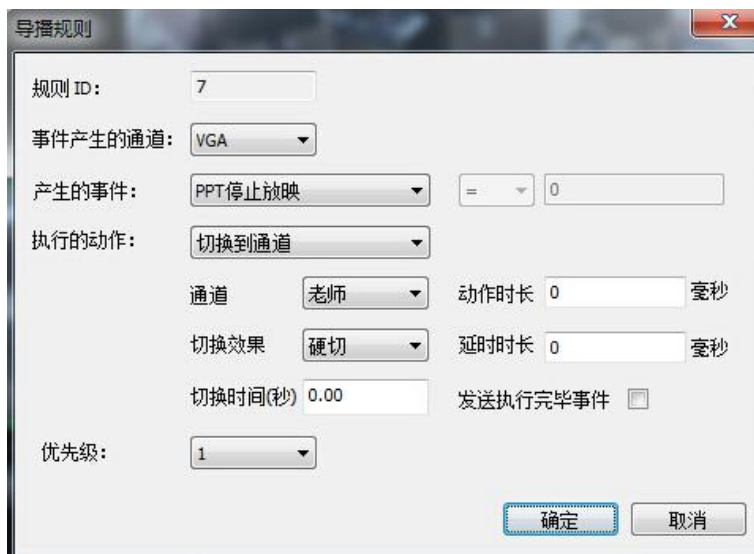 导播规则
规则 ID： 7
事件产生的通道： VGA
产生的事件： PPT停止放映 = 0
执行的动作： 切换到通道
通道 老师 动作时长 0 毫秒
切换效果 硬切 延时时长 0 毫秒
切换时间(秒) 0.00 发送执行完毕事件
优先级： 1
确定 取消